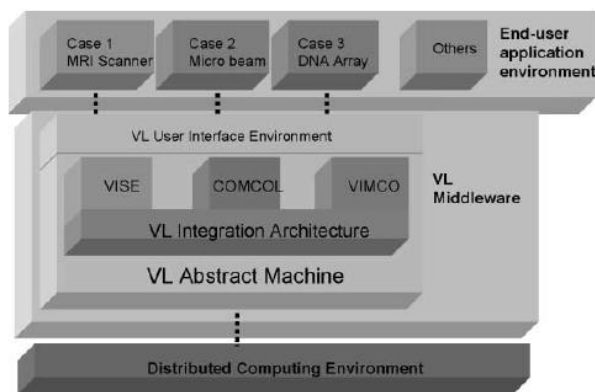 Case 1
MRI Scanner
Case 2
Micro beam
Case 3
DNA Array
Others
End-user
application
environment
VL User Interface Environment
VISE
COMCOL
VIMCO
VL
Middleware
VL Integration Architecture
VL Abstract Machine
Distributed Computing Environment